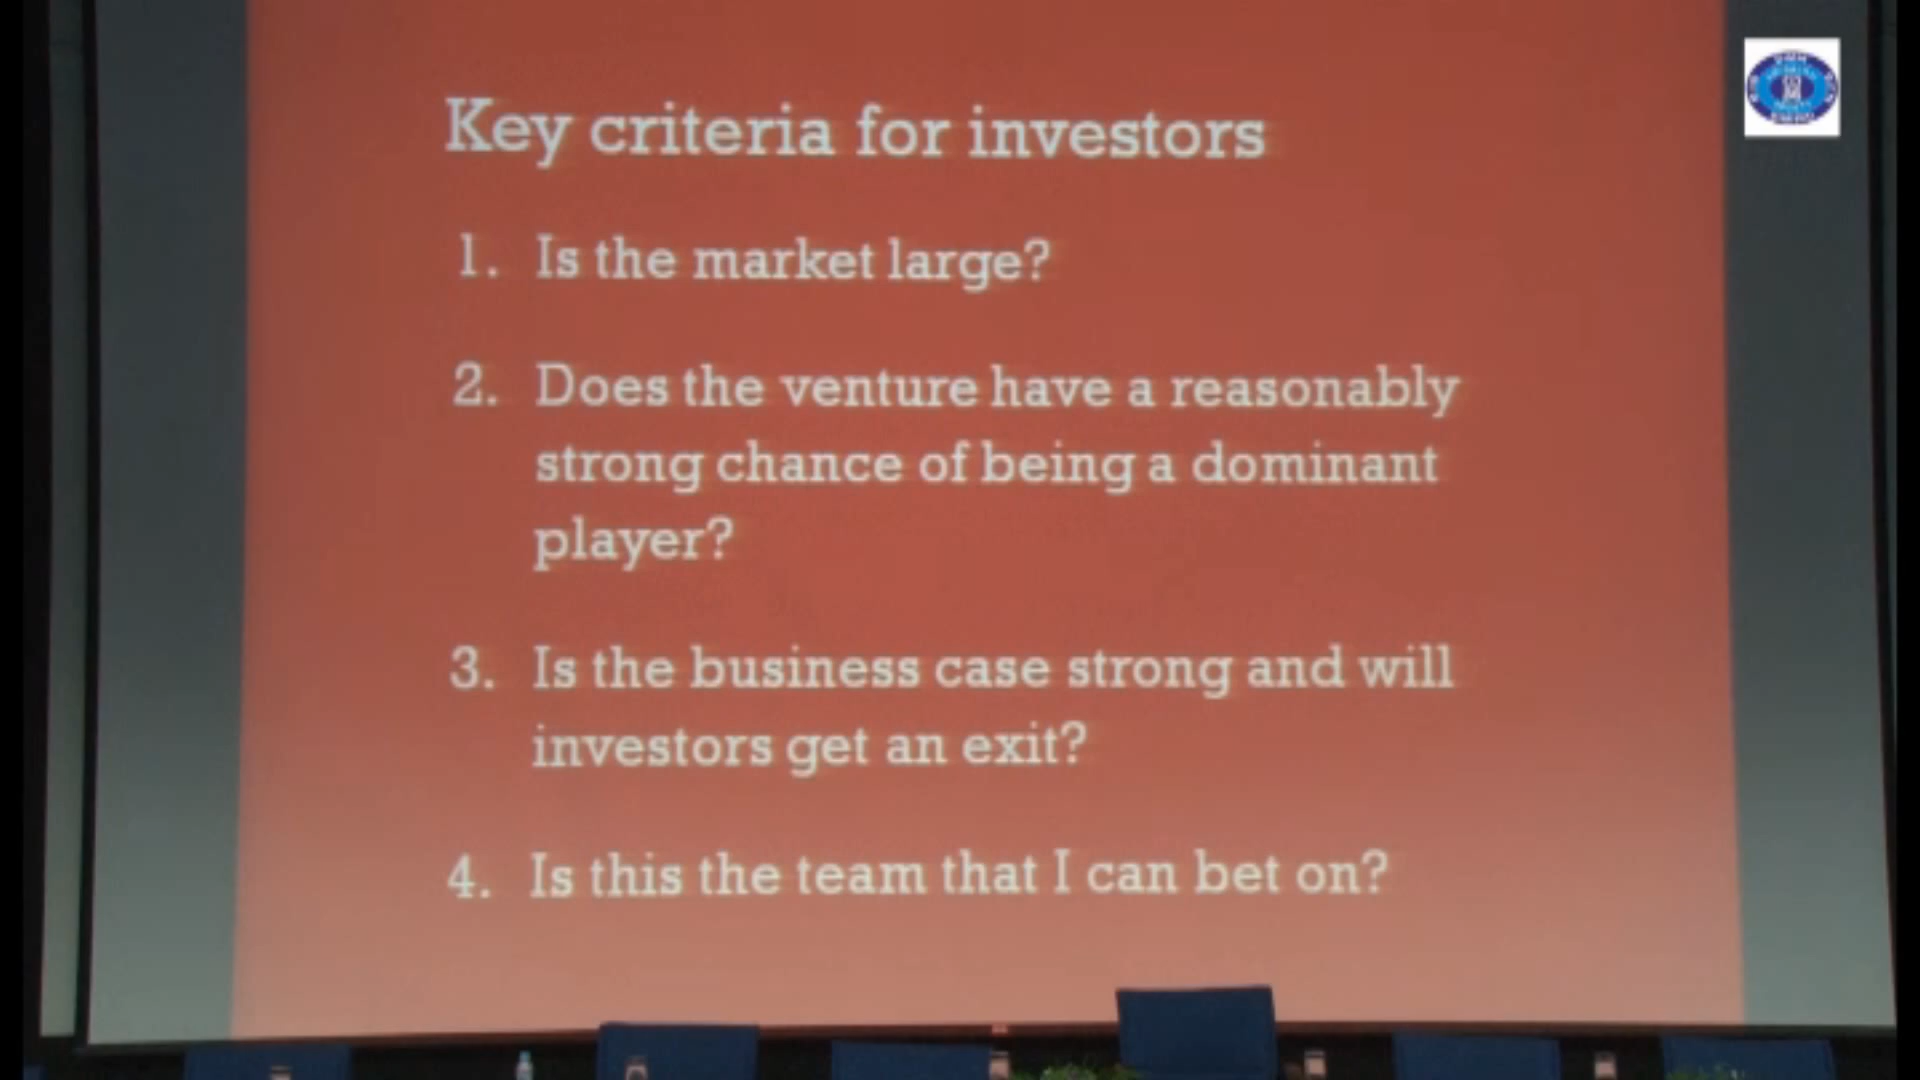 Key criteria for investors
1. Is the market large?
2. Does the venture have a reasonably
strong chance of being a dominant
player?
3. Is the business case strong and will
investors get an exit?
4. Is this the team that I can bet on?